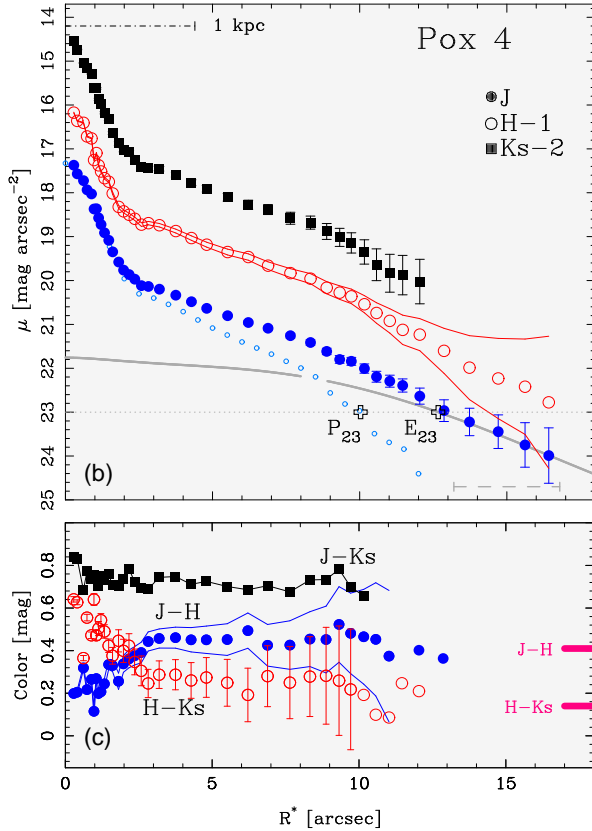 1 kpc
Pox 4
J
H-1
Ks-2
14
15
16
17
18
19
20
21
22
23
24
25
μ [mag arcsec⁻²]
P₂₃
E₂₃
(b)
0.8
0.6
0.4
0.2
0
Color [mag]
J-Ks
J-H
H-Ks
J-H
H-Ks
(c)
0
5
10
15
R* [arcsec]